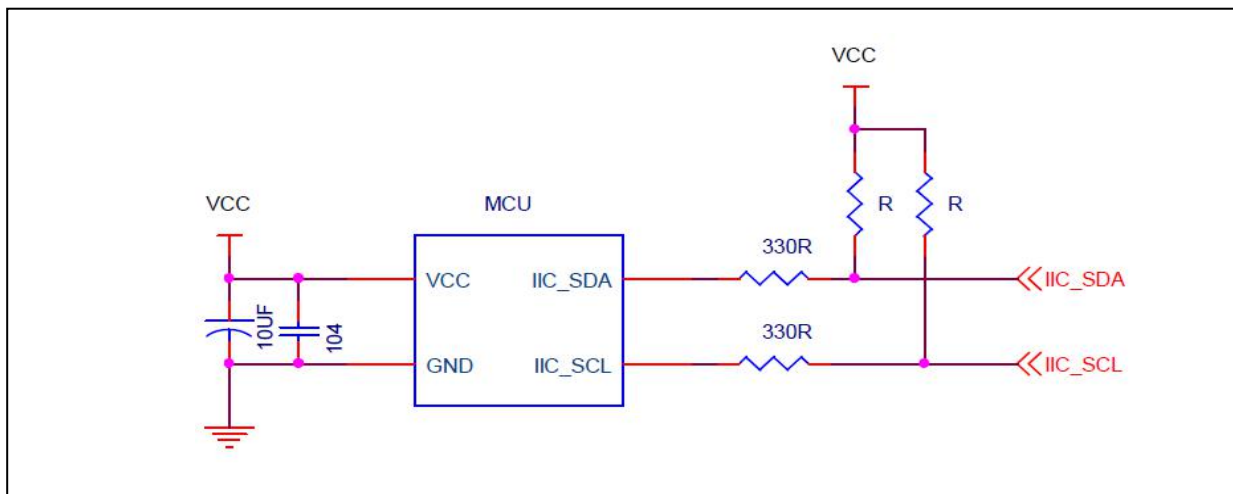 VCC
VCC
MCU
R
R
330R
VCC
IIC_SDA
IIC_SDA
10UF
104
330R
GND
IIC_SCL
IIC_SCL